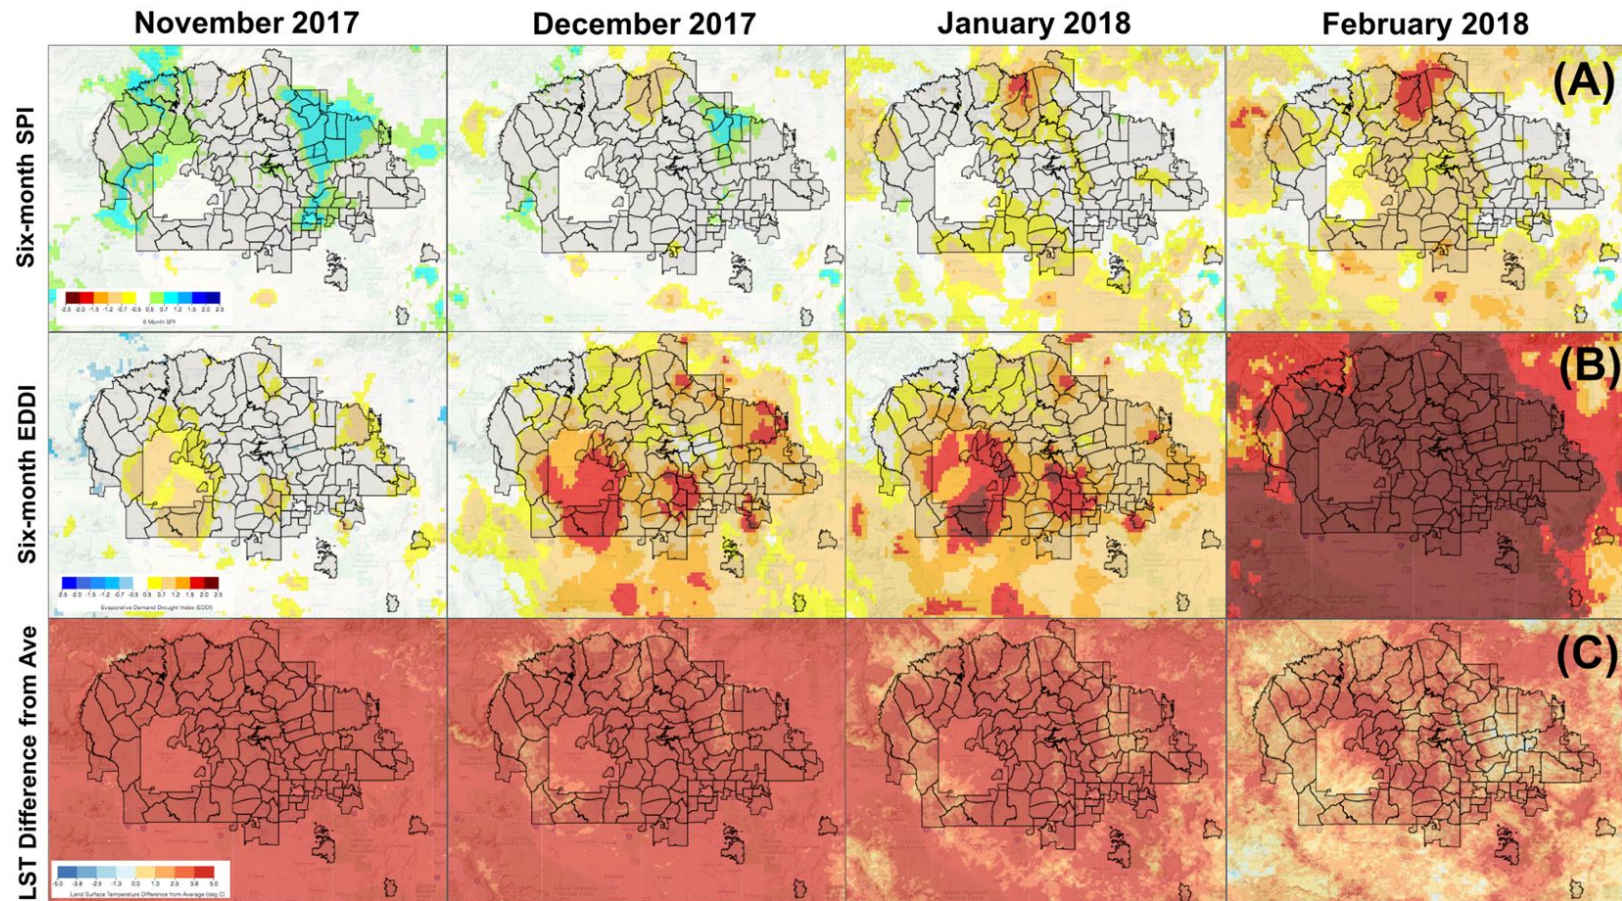 November 2017
December 2017
January 2018
February 2018
Six-month SPI
(A)
-2.5 -2.0 -1.5 -1.2 -0.7 -0.5 0.5 0.7 1.2 1.5 2.0 2.5
6 Month SPI
Six-month EDDI
(B)
-2.5 -2.0 -1.5 -1.2 -0.7 -0.5 0.5 0.7 1.2 1.5 2.0 2.5
Evaporative Demand Drought Index (EDDI)
LST Difference from Ave
(C)
-5.0 -3.8 -2.5 -1.3 0.0 1.3 2.5 3.8 5.0
Land Surface Temperature Difference from Average (deg C)